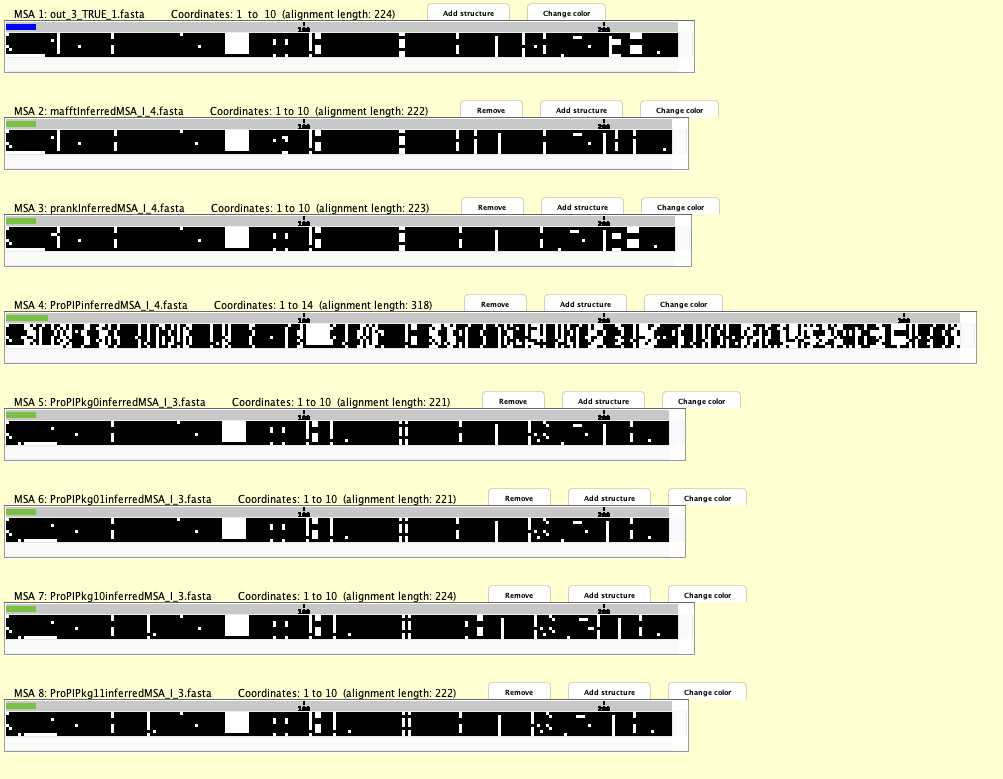 MSA 1: out_3_TRUE_1.fasta Coordinates: 1 to 10 (alignment length: 224) Add structure Change color
100 200
MSA 2: mafftInferredMSA_I_4.fasta Coordinates: 1 to 10 (alignment length: 222) Remove Add structure Change color
100 200
MSA 3: prankInferredMSA_I_4.fasta Coordinates: 1 to 10 (alignment length: 223) Remove Add structure Change color
100 200
MSA 4: ProPIPinferredMSA_I_4.fasta Coordinates: 1 to 14 (alignment length: 318) Remove Add structure Change color
100 200 300
MSA 5: ProPIPkg0inferredMSA_I_3.fasta Coordinates: 1 to 10 (alignment length: 221) Remove Add structure Change color
100 200
MSA 6: ProPIPkg01inferredMSA_I_3.fasta Coordinates: 1 to 10 (alignment length: 221) Remove Add structure Change color
100 200
MSA 7: ProPIPkg10inferredMSA_I_3.fasta Coordinates: 1 to 10 (alignment length: 224) Remove Add structure Change color
100 200
MSA 8: ProPIPkg11inferredMSA_I_3.fasta Coordinates: 1 to 10 (alignment length: 222) Remove Add structure Change color
100 200